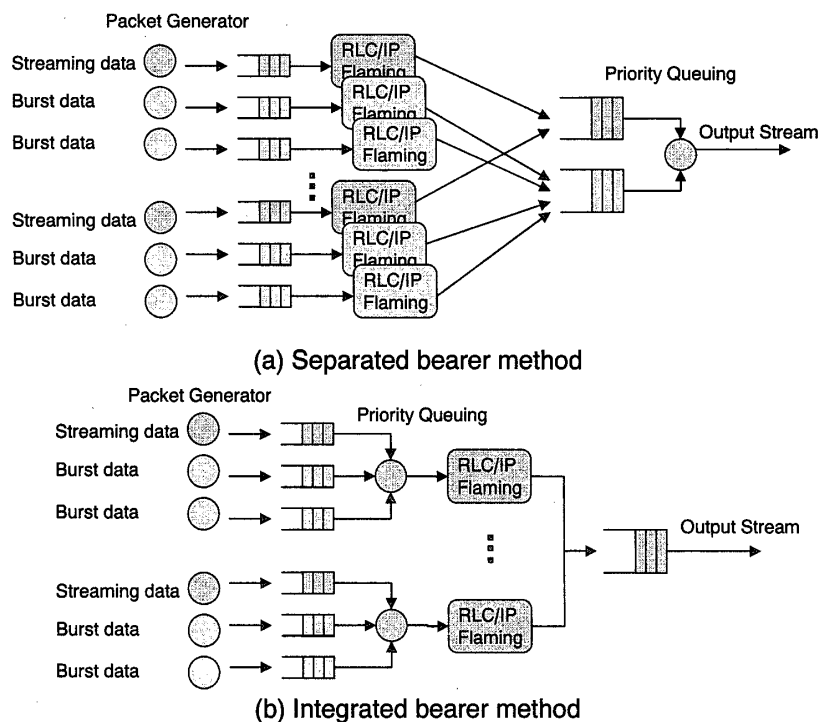 Packet Generator
Streaming data
RLC/IP
Flaming
Burst data
RLC/IP
Flaming
Burst data
RLC/IP
Flaming
Priority Queuing
Output Stream
Streaming data
RLC/IP
Flaming
Burst data
RLC/IP
Flaming
Burst data
RLC/IP
Flaming
(a) Separated bearer method
Packet Generator
Priority Queuing
Streaming data
Burst data
Burst data
RLC/IP
Flaming
Output Stream
Streaming data
Burst data
Burst data
RLC/IP
Flaming
(b) Integrated bearer method